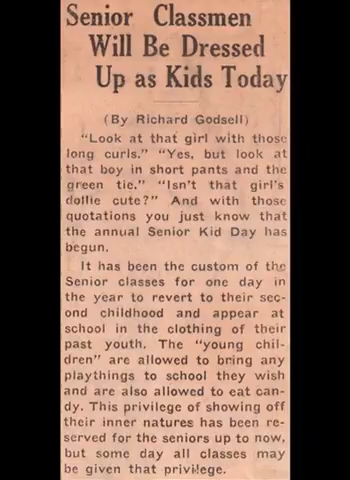 Senior Classmen
Will Be Dressed
Up as Kids Today
(By Richard Godsell)
"Look at that girl with those
long curls." "Yes, but look at
that boy in short pants and the
green tie." "Isn't that girl's
dollie cute?" And with those
quotations you just know that
the annual Senior Kid Day has
begun.
It has been the custom of the
Senior classes for one day in
the year to revert to their sec-
ond childhood and appear at
school in the clothing of their
past youth. The "young chil-
dren" are allowed to bring any
playthings to school they wish
and are also allowed to eat can-
dy. This privilege of showing off
their inner natures has been re-
served for the seniors up to now,
but some day all classes may
be given that privilege.